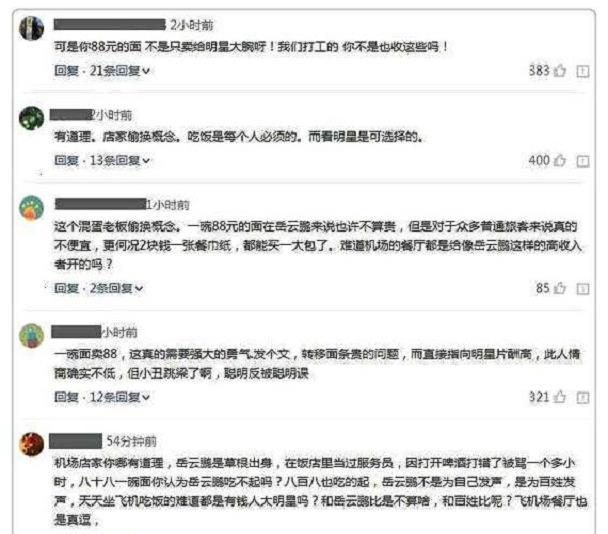 2小时前
可是你88元的面 不是只卖给明星大腕呀！我们打工的 你不是也收这些吗！
回复 · 21条回复
383
2小时前
有道理。店家偷换概念。吃饭是每个人必须的。而看明星是可选择的。
回复 · 13条回复
400
1小时前
这个混蛋老板偷换概念。一碗88元的面在岳云鹏来说也许不算贵，但是对于众多普通旅客来说真的
不便宜，更何况2块钱一张餐巾纸，都能买一大包了。难道机场的餐厅都是给像岳云鹏这样的高收入
者开的吗？
回复 · 2条回复
85
小时前
一碗面卖88，这真的需要强大的勇气.发个文，转移面条贵的问题，而直接指向明星片酬高，此人情
商确实不低，但小丑跳梁了啊，聪明反被聪明误
回复 · 12条回复
321
54分钟前
机场店家你哪有道理，岳云鹏是草根出身，在饭店里当过服务员，因打开啤酒打错了被骂一个多小
时，八十八一碗面你认为岳云鹏吃不起吗？八百八也吃的起，岳云鹏不是为自己发声，是为百姓发
声，天天坐飞机吃饭的难道都是有钱人大明星吗？和岳云鹏比是不算啥，和百姓比呢？飞机场餐厅也
是真逗，